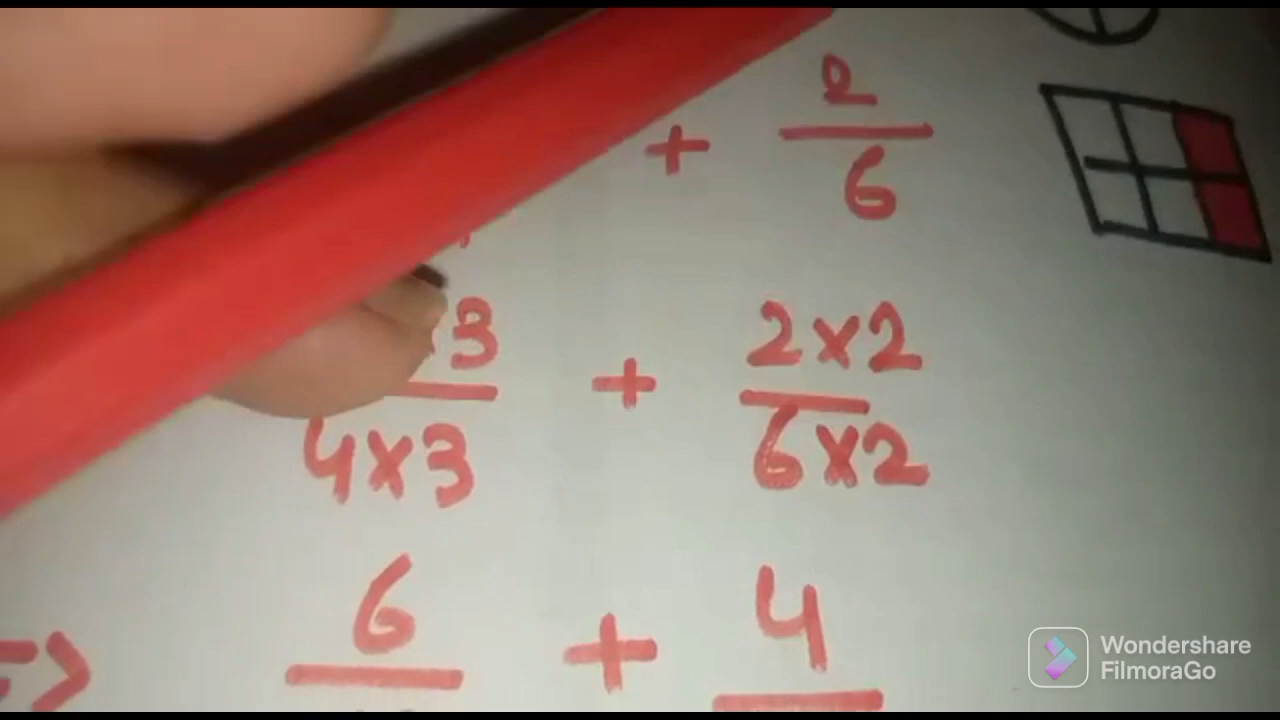 + 2
6
3 + 2x2
4x3 6x2
=> 6 + 4
Wondershare
FilmoraGo